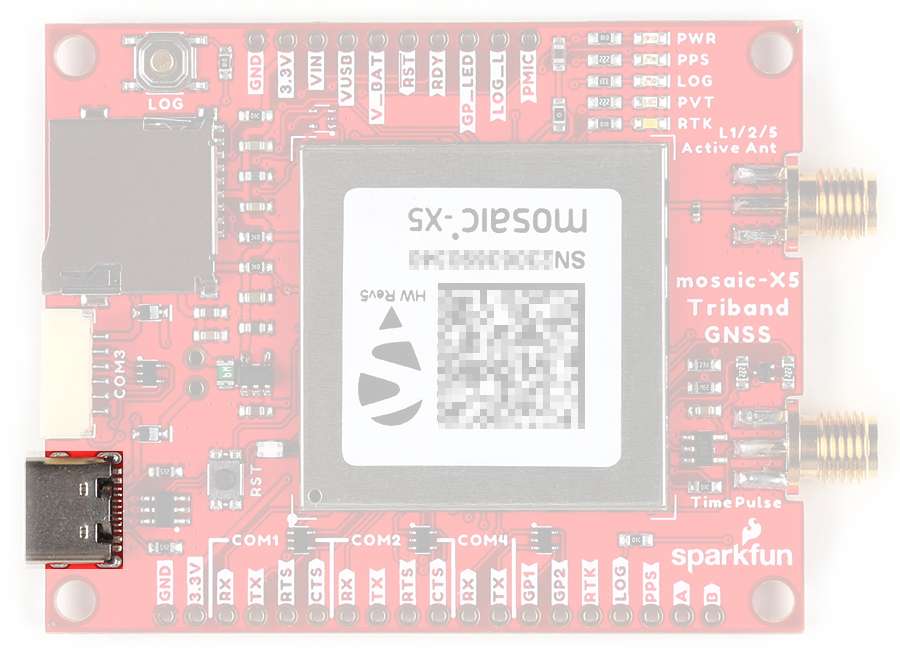 PWR
PPS
LOG
PVT
RTK
LOG
GND
3.3V
VIN
VUSB
V_BAT
RST
RDY
GP_LED
LOG_L
PMIC
L1/2/5
Active Ant
mosaic-X5
mosaic-X5
Triband
GNSS
HW Rev5
COM3
RST
TimePulse
sparkfun
COM1
COM2
COM4
GND
3.3V
RX
TX
RTS
CTS
RX
TX
RTS
CTS
RX
TX
GP1
GP2
RTK
LOG
PPS
A
B